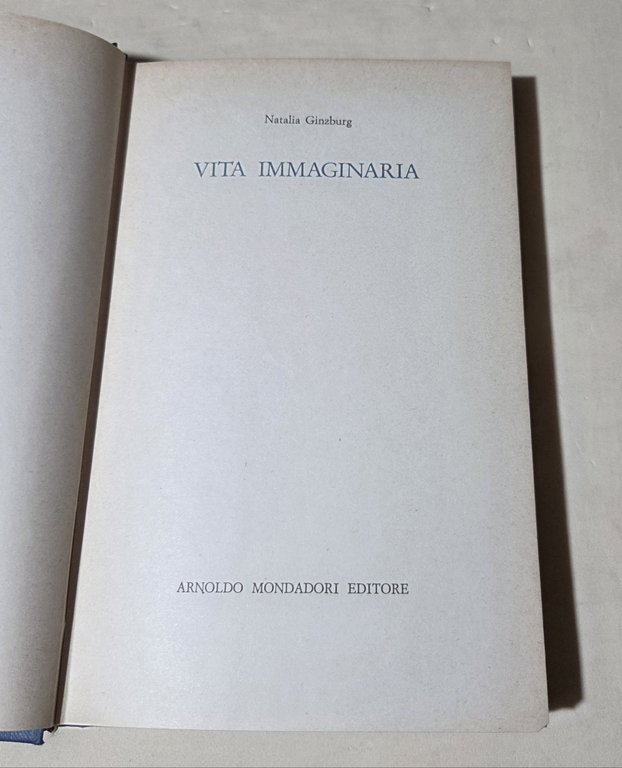 Natalia Ginzburg
VITA IMMAGINARIA
ARNOLDO MONDADORI EDITORE